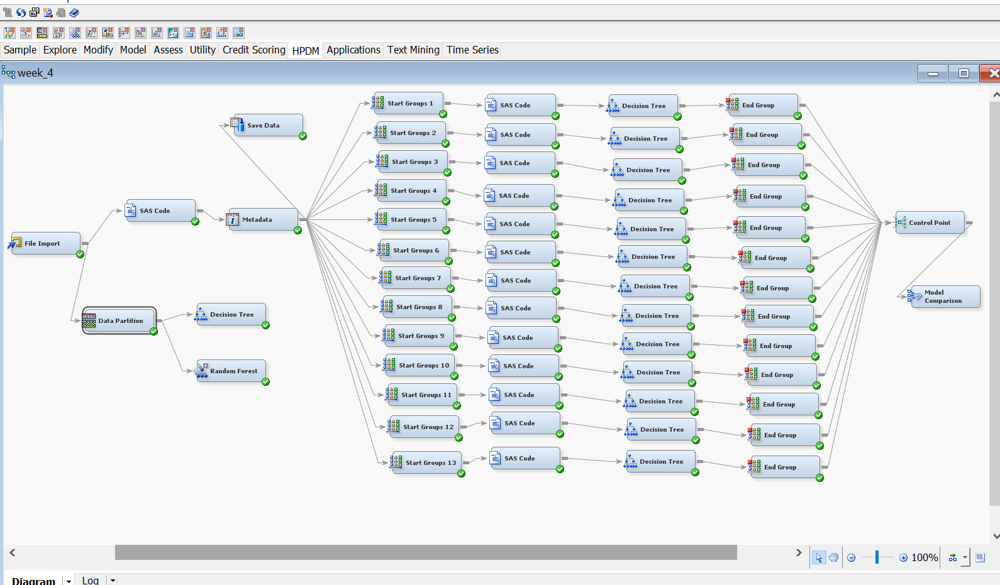 Sample Explore Modify Model Assess Utility Credit Scoring HPDM Applications Text Mining Time Series
week_4
Start Groups 1 SAS Code Decision Tree End Group
Save Data
Start Groups 2 SAS Code Decision Tree End Group
Start Groups 3 SAS Code Decision Tree End Group
Start Groups 4 SAS Code Decision Tree End Group
SAS Code Metadata Start Groups 5 SAS Code Decision Tree End Group Control Point
File Import Start Groups 6 SAS Code Decision Tree End Group
Start Groups 7 SAS Code Decision Tree End Group
Model
Comparison
Start Groups 8 SAS Code Decision Tree End Group
Data Partition Decision Tree
Start Groups 9 SAS Code Decision Tree End Group
Random Forest Start Groups 10 SAS Code Decision Tree End Group
Start Groups 11 SAS Code Decision Tree End Group
Start Groups 12 SAS Code Decision Tree End Group
Start Groups 13 SAS Code Decision Tree End Group
100%
Diagram Log